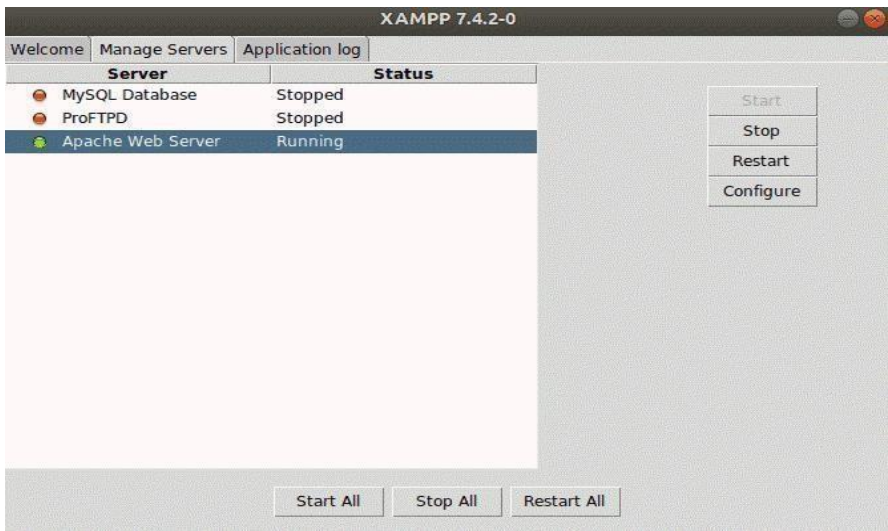 XAMPP 7.4.2-0
Welcome Manage Servers Application log
Server Status
MySQL Database Stopped
ProFTPD Stopped
Apache Web Server Running
Start
Stop
Restart
Configure
Start All Stop All Restart All